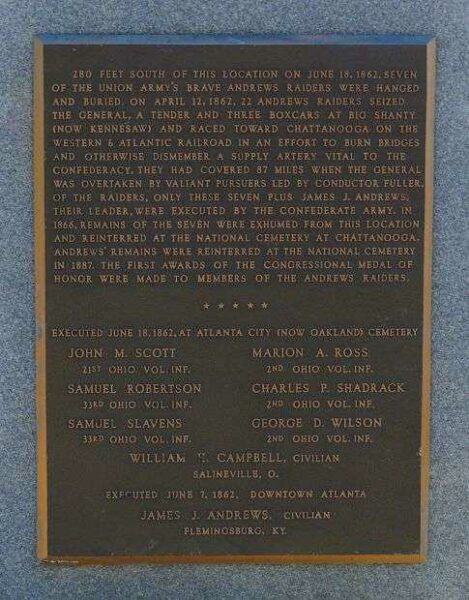 280 FEET SOUTH OF THIS LOCATION ON JUNE 18, 1862, SEVEN
OF THE UNION ARMY'S BRAVE ANDREWS RAIDERS WERE HANGED
AND BURIED. ON APRIL 12, 1862, 22 ANDREWS RAIDERS SEIZED
THE GENERAL, A TENDER AND THREE BOXCARS AT BIG SHANTY
(NOW KENNESAW) AND RACED TOWARD CHATTANOOGA ON THE
WESTERN & ATLANTIC RAILROAD IN AN EFFORT TO BURN BRIDGES
AND OTHERWISE DISMEMBER A SUPPLY ARTERY VITAL TO THE
CONFEDERACY. THEY HAD COVERED 87 MILES WHEN THE GENERAL
WAS OVERTAKEN BY VALIANT PURSUERS LED BY CONDUCTOR FULLER.
OF THE RAIDERS, ONLY THESE SEVEN PLUS JAMES J. ANDREWS,
THEIR LEADER, WERE EXECUTED BY THE CONFEDERATE ARMY. IN
1866, REMAINS OF THE SEVEN WERE EXHUMED FROM THIS LOCATION
AND REINTERRED AT THE NATIONAL CEMETERY AT CHATTANOOGA.
ANDREWS' REMAINS WERE REINTERRED AT THE NATIONAL CEMETERY
IN 1887. THE FIRST AWARDS OF THE CONGRESSIONAL MEDAL OF
HONOR WERE MADE TO MEMBERS OF THE ANDREWS RAIDERS.
★ ★ ★ ★ ★
EXECUTED JUNE 18, 1862, AT ATLANTA CITY (NOW OAKLAND) CEMETERY
JOHN M. SCOTT
21ST OHIO VOL. INF.
MARION A. ROSS
2ND OHIO VOL. INF.
SAMUEL ROBERTSON
33RD OHIO VOL. INF.
CHARLES P. SHADRACK
2ND OHIO VOL. INF.
SAMUEL SLAVENS
33RD OHIO VOL. INF.
GEORGE D. WILSON
2ND OHIO VOL. INF.
WILLIAM H. CAMPBELL, CIVILIAN
SALINEVILLE, O.
EXECUTED JUNE 7, 1862, DOWNTOWN ATLANTA
JAMES J. ANDREWS, CIVILIAN
FLEMINGSBURG, KY.